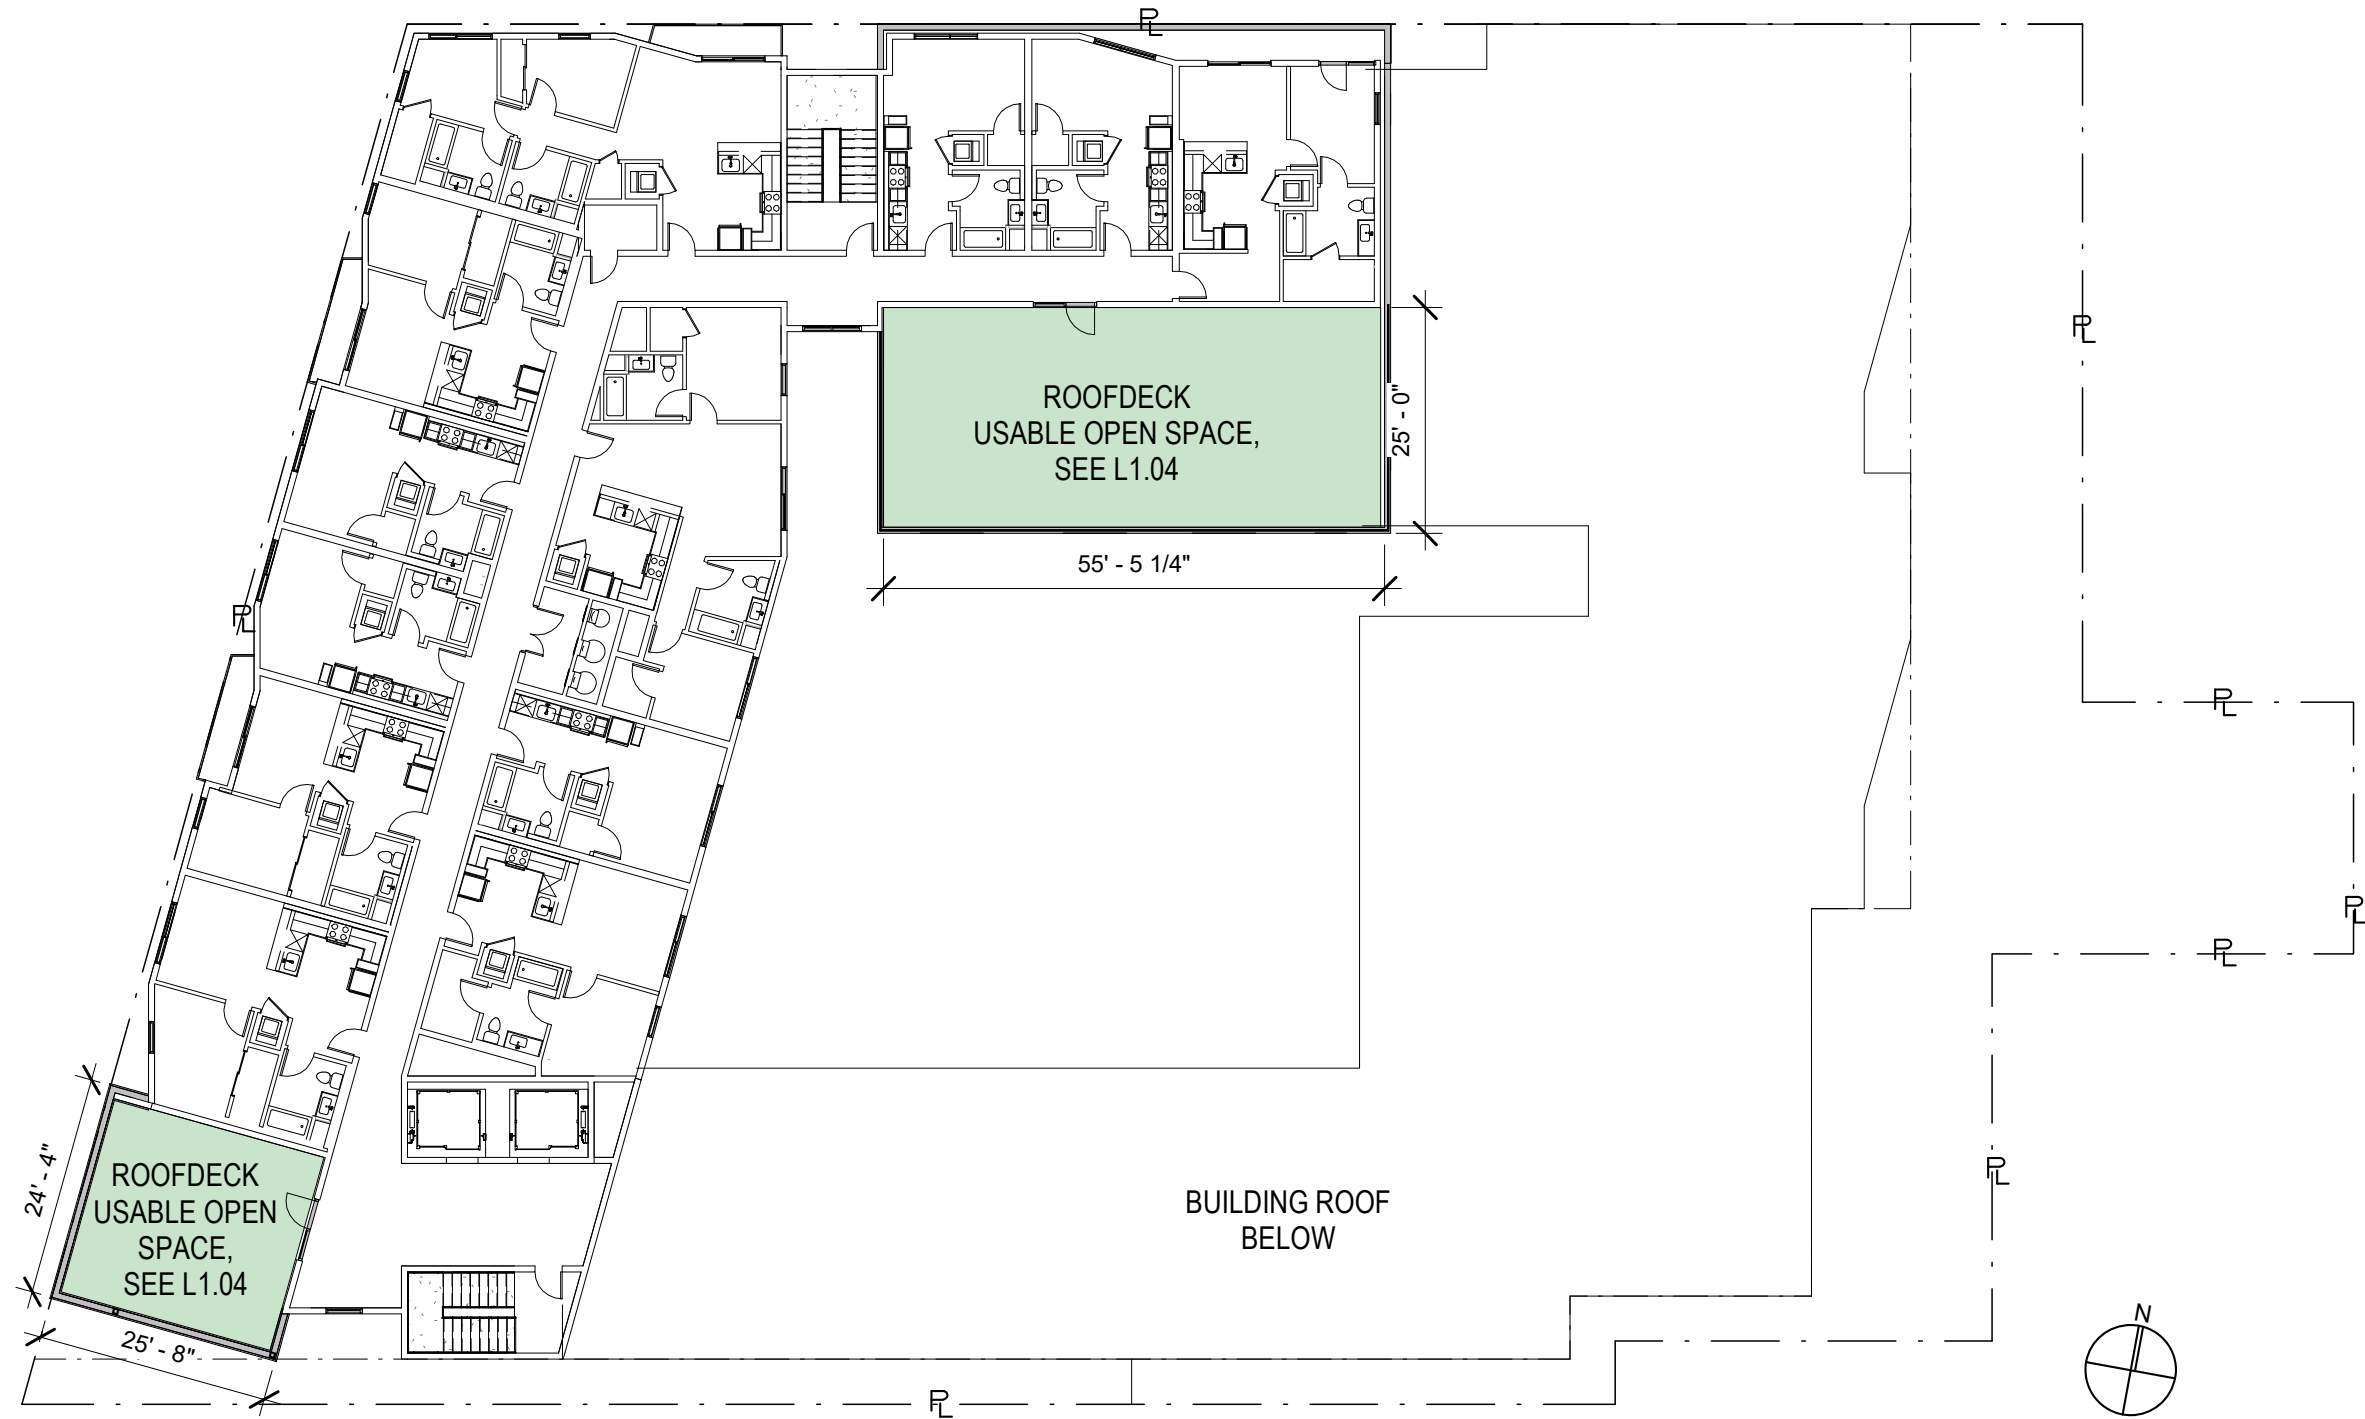 PL
ROOFDECK
USABLE OPEN SPACE,
SEE L1.04
25' - 0"
55' - 5 1/4"
PL
PL
PL
PL
PL
PL
24' - 4"
ROOFDECK
USABLE OPEN
SPACE,
SEE L1.04
25' - 8"
BUILDING ROOF
BELOW
PL
N